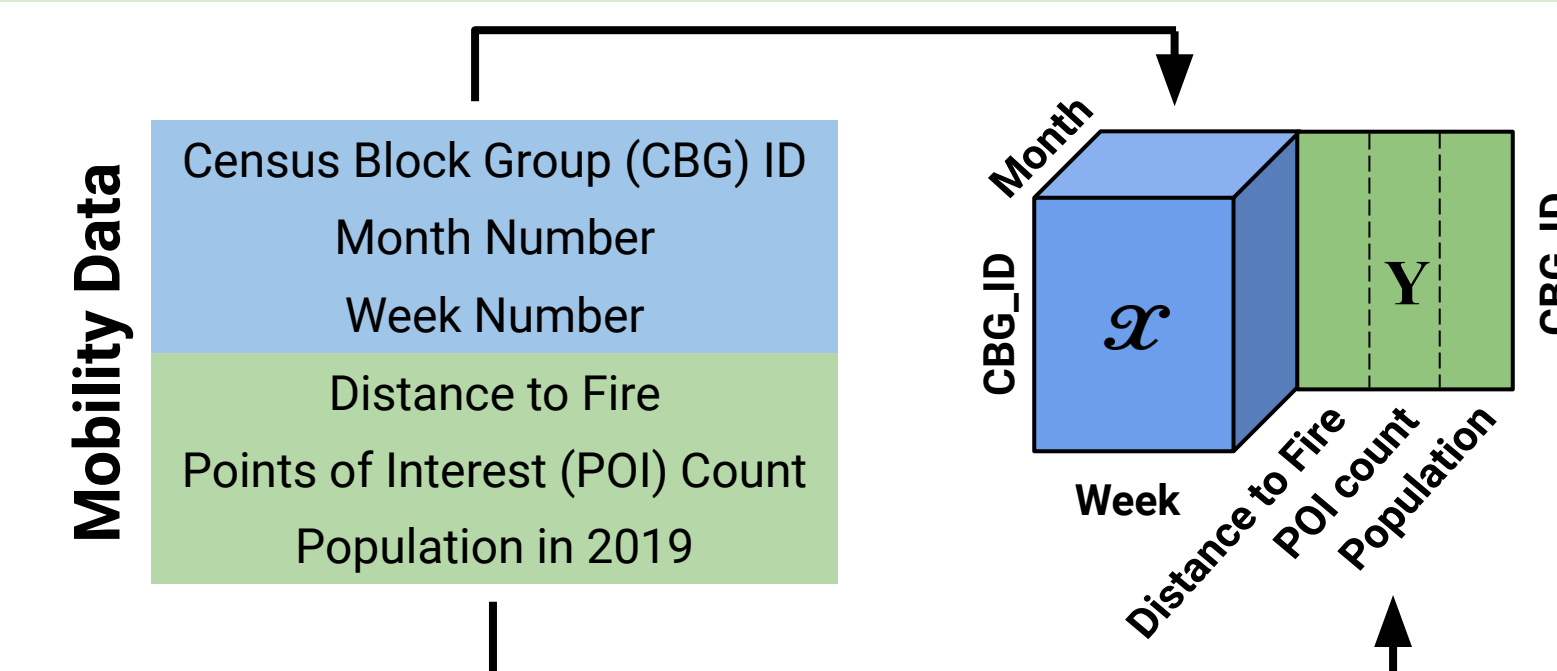 Mobility Data
Census Block Group (CBG) ID
Month Number
Week Number
Distance to Fire
Points of Interest (POI) Count
Population in 2019
Month
CBG_ID
𝒳
Week
Y
Distance to Fire
POI count
Population
CBG_ID